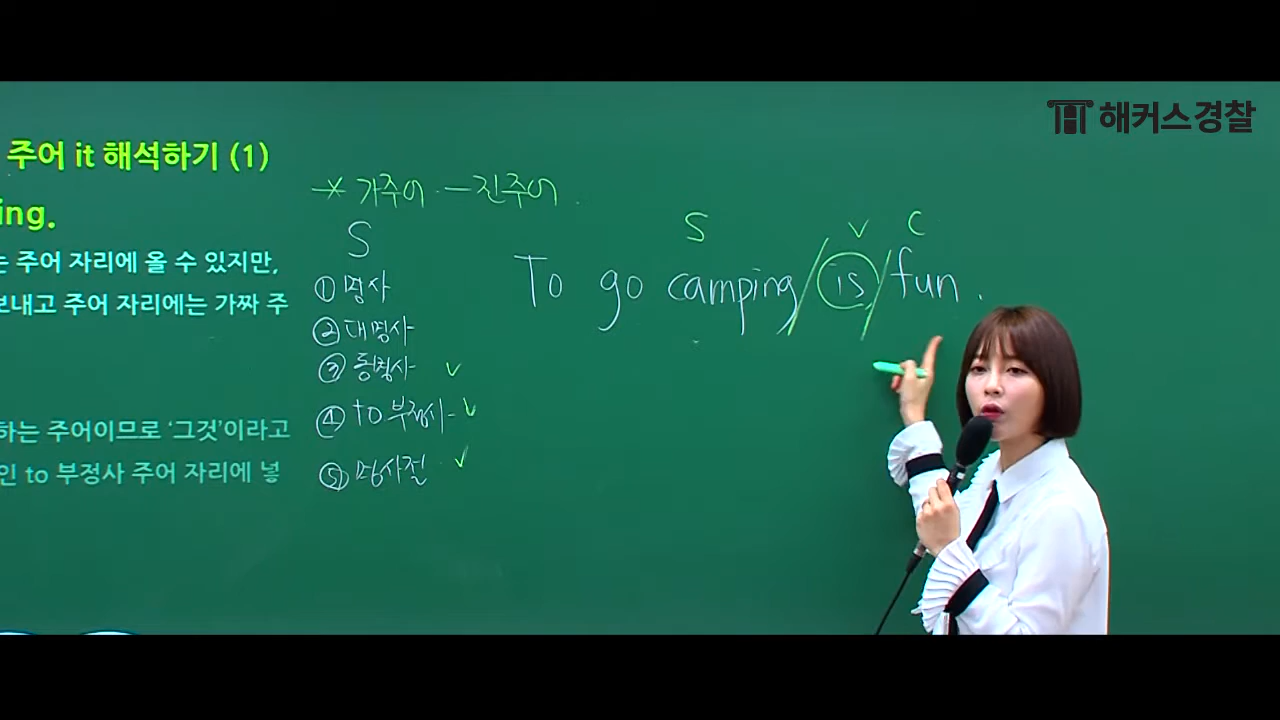 해커스경찰
주어 it 해석하기 (1)
ing.
는 주어 자리에 올 수 있지만,
보내고 주어 자리에는 가짜 주
하는 주어이므로 '그것'이라고
인 to 부정사 주어 자리에 넣
* 가주어 - 진주어
S
① 명사
② 대명사
③ 동명사 ✓
④ to 부정사 ✓
⑤ 명사절 ✓
S V C
To go camping / is / fun.